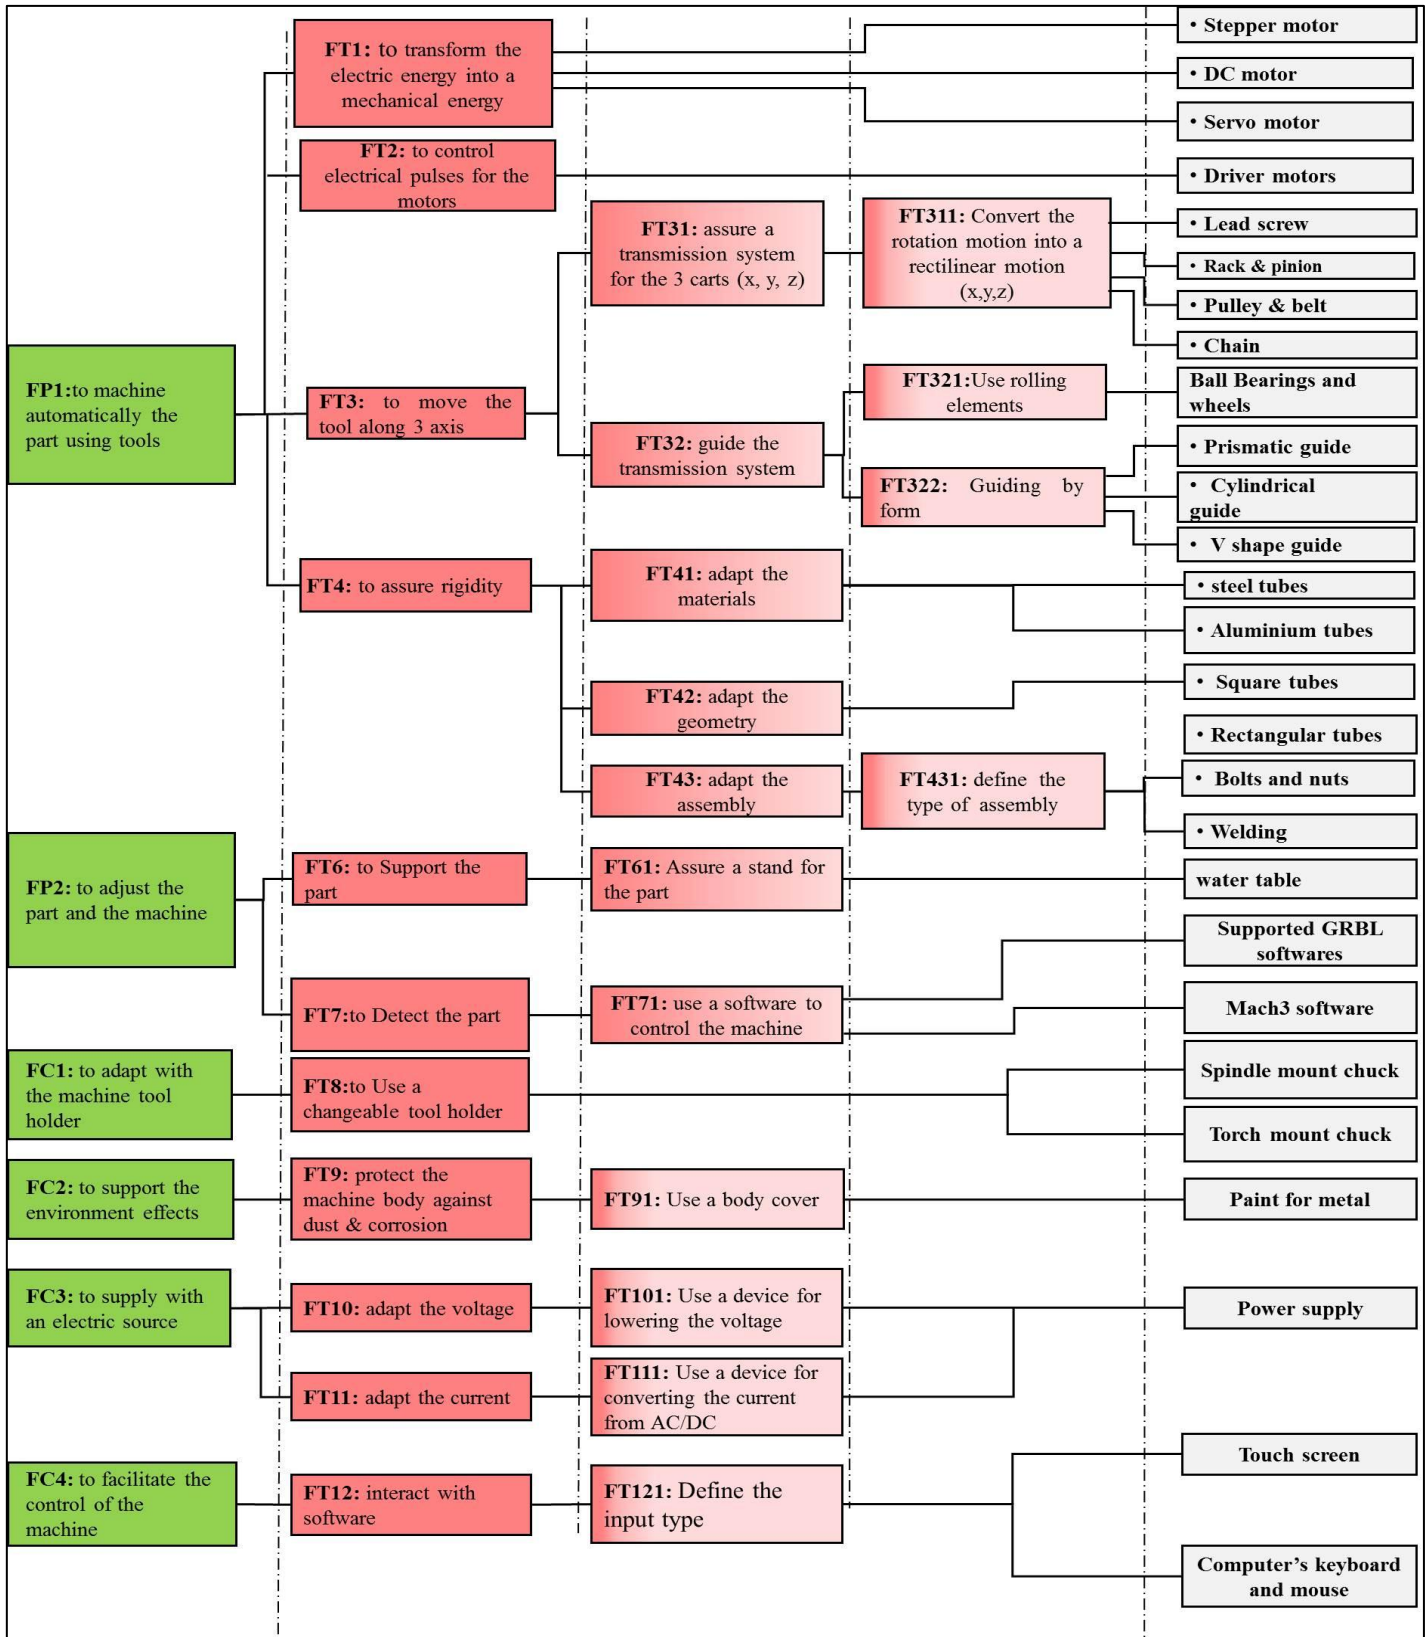 FT1: to transform the
electric energy into a
mechanical energy
• Stepper motor
• DC motor
• Servo motor
FT2: to control
electrical pulses for the
motors
• Driver motors
FT31: assure a
transmission system
for the 3 carts (x, y, z)
FT311: Convert the
rotation motion into a
rectilinear motion
(x,y,z)
• Lead screw
• Rack & pinion
• Pulley & belt
• Chain
FP1:to machine
automatically the
part using tools
FT3: to move the
tool along 3 axis
FT32: guide the
transmission system
FT321:Use rolling
elements
Ball Bearings and
wheels
FT322: Guiding by
form
• Prismatic guide
• Cylindrical
guide
• V shape guide
FT4: to assure rigidity
FT41: adapt the
materials
• steel tubes
• Aluminium tubes
FT42: adapt the
geometry
• Square tubes
• Rectangular tubes
FT43: adapt the
assembly
FT431: define the
type of assembly
• Bolts and nuts
• Welding
FP2: to adjust the
part and the machine
FT6: to Support the
part
FT61: Assure a stand for
the part
water table
FT7:to Detect the part
FT71: use a software to
control the machine
Supported GRBL
softwares
Mach3 software
FC1: to adapt with
the machine tool
holder
FT8:to Use a
changeable tool holder
Spindle mount chuck
Torch mount chuck
FC2: to support the
environment effects
FT9: protect the
machine body against
dust & corrosion
FT91: Use a body cover
Paint for metal
FC3: to supply with
an electric source
FT10: adapt the voltage
FT101: Use a device for
lowering the voltage
Power supply
FT11: adapt the current
FT111: Use a device for
converting the current
from AC/DC
FC4: to facilitate the
control of the
machine
FT12: interact with
software
FT121: Define the
input type
Touch screen
Computer’s keyboard
and mouse